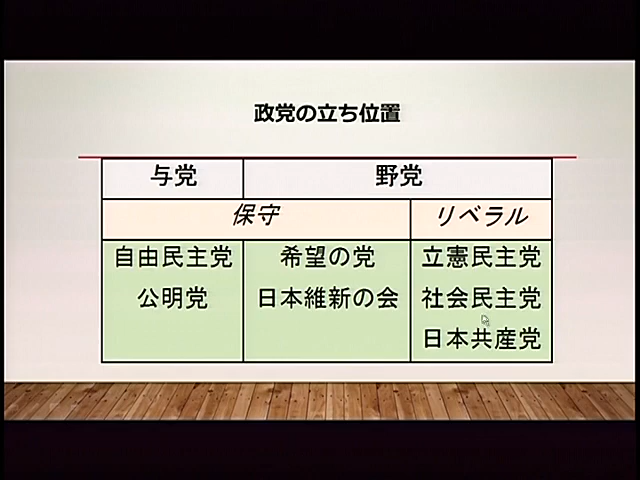 政党の立ち位置
与党 野党
保守 リベラル
自由民主党 希望の党 立憲民主党
公明党 日本維新の会 社会民主党
日本共産党